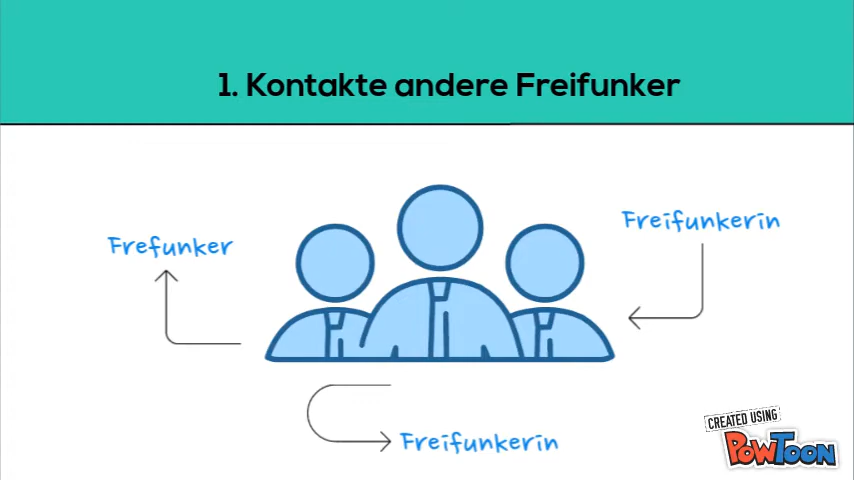 1. Kontakte andere Freifunker
Freifunkerin
Frefunker
Freifunkerin
CREATED USING
POWTOON